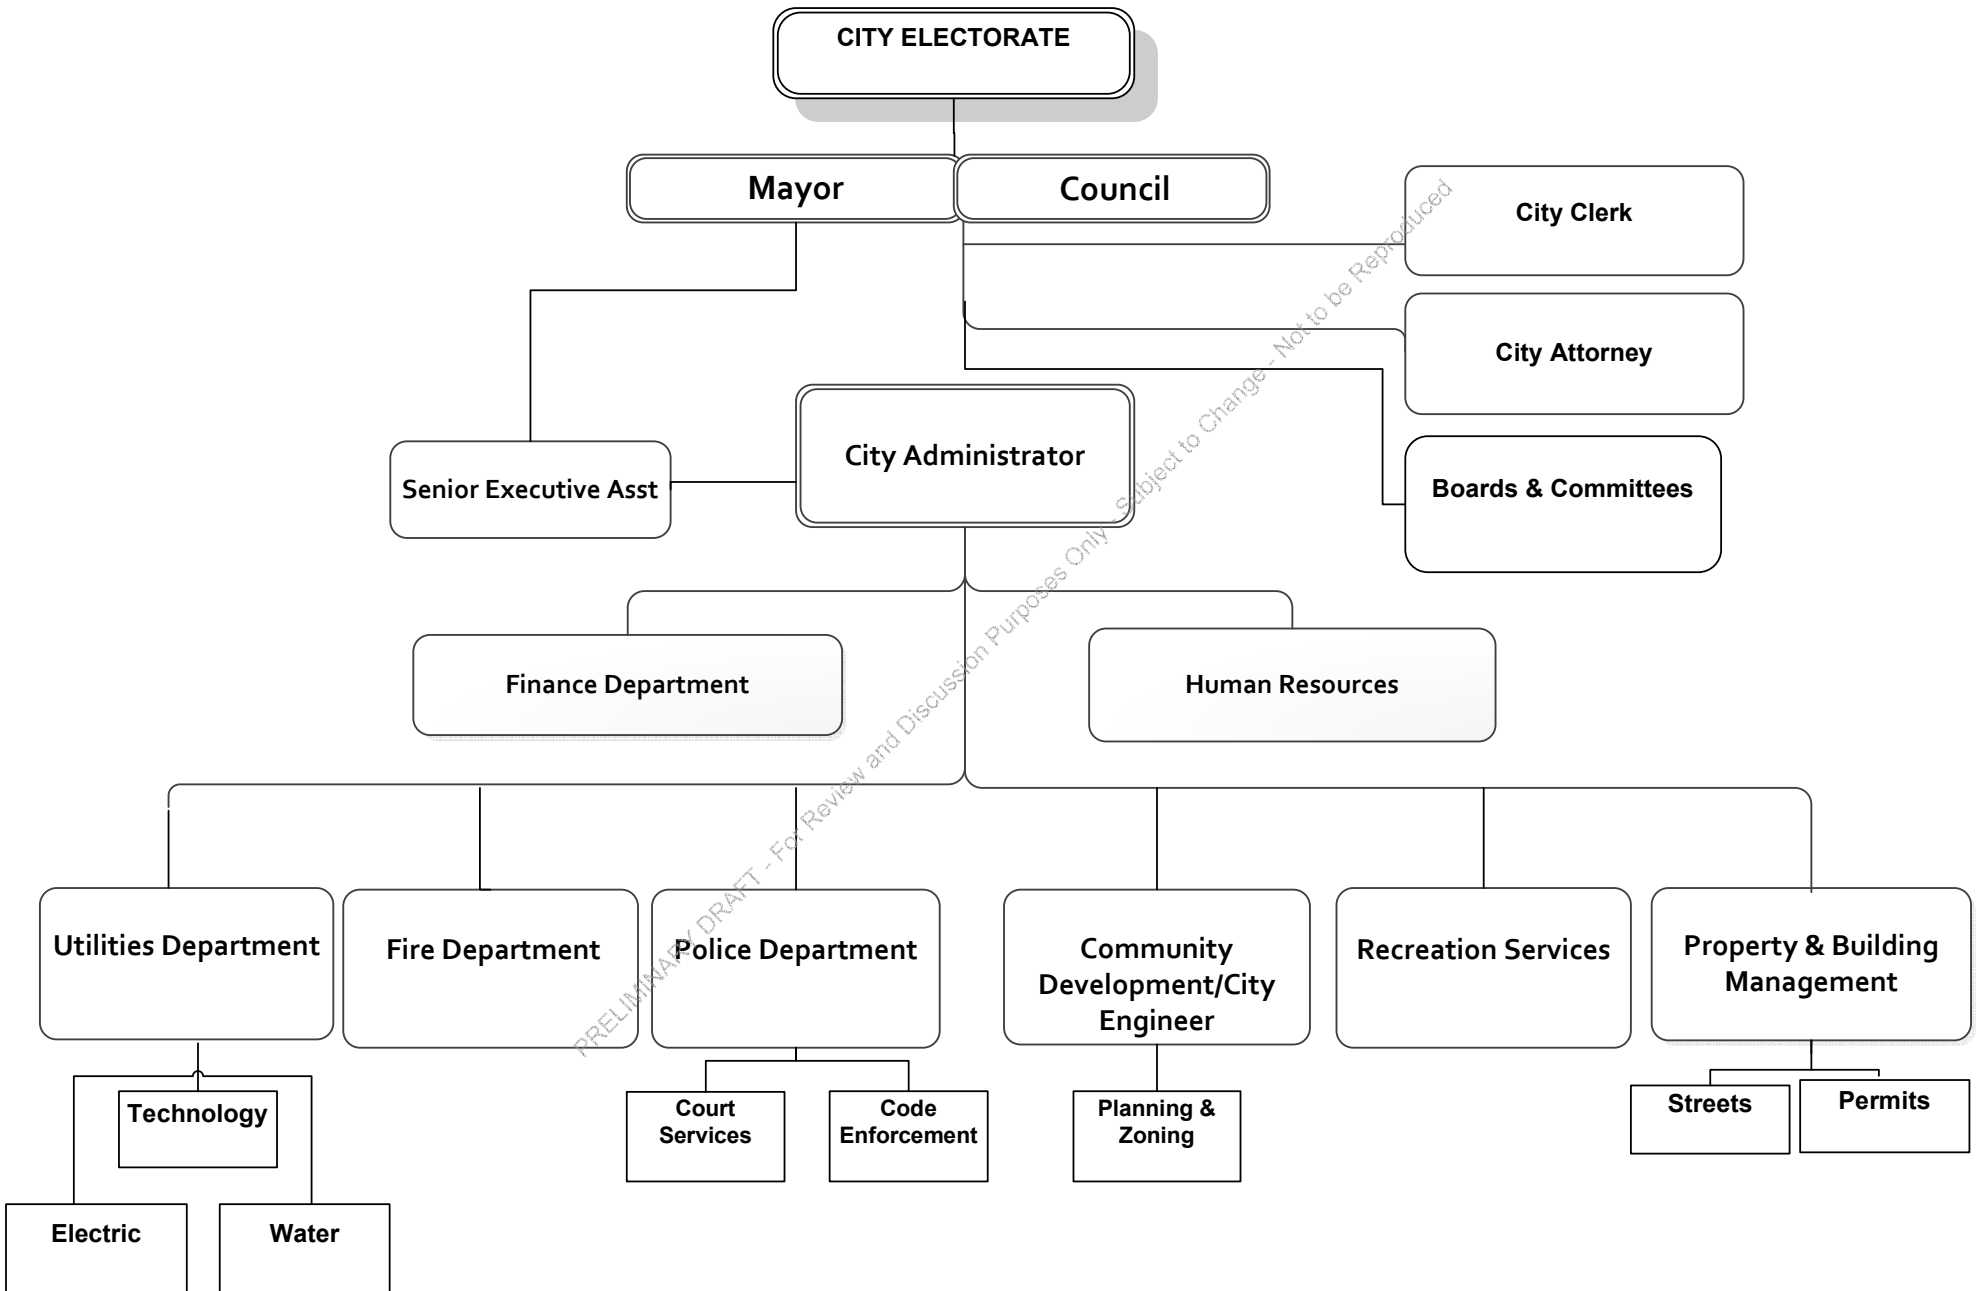 CITY ELECTORATE
Mayor
Council
City Clerk
City Attorney
City Administrator
Senior Executive Asst
Boards & Committees
Finance Department
Human Resources
Utilities Department
Fire Department
Police Department
Community
Development/City
Engineer
Recreation Services
Property & Building
Management
Technology
Court
Services
Code
Enforcement
Planning &
Zoning
Streets
Permits
Electric
Water
PRELIMINARY DRAFT - For Review and Discussion Purposes Only - Subject to Change - Not to be Reproduced